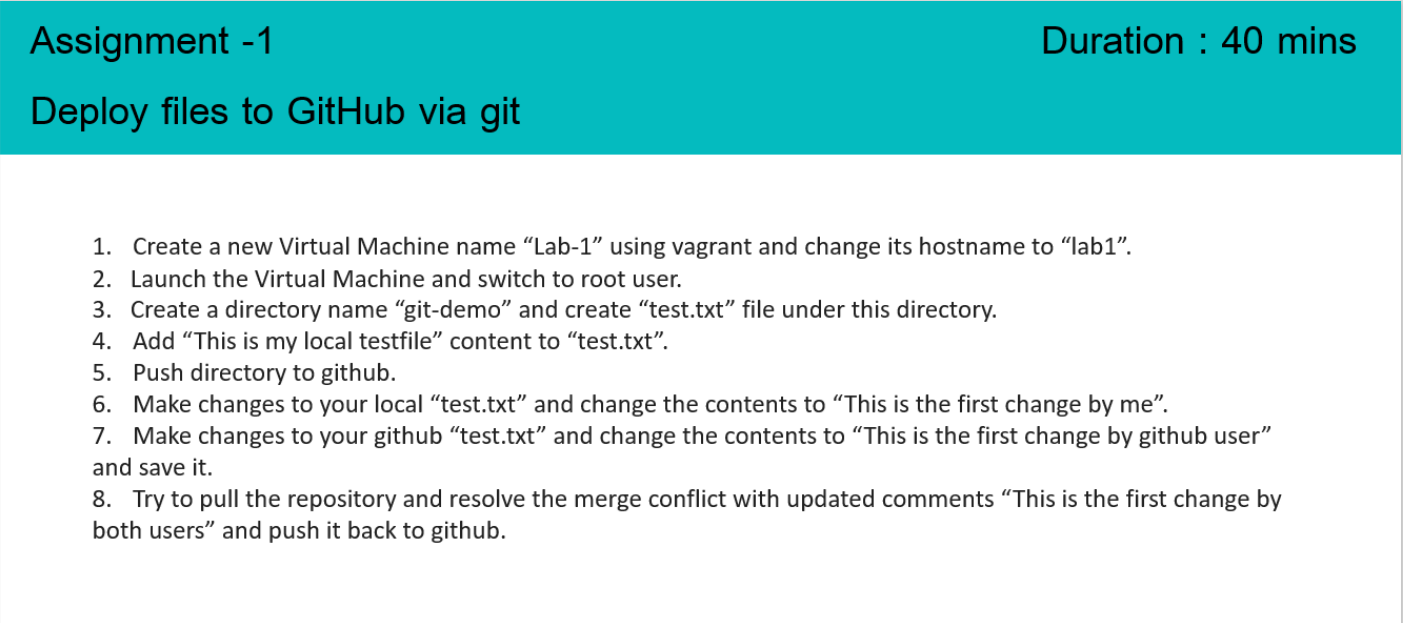 Assignment -1
Duration : 40 mins
Deploy files to GitHub via git
1. Create a new Virtual Machine name “Lab-1” using vagrant and change its hostname to “lab1”.
2. Launch the Virtual Machine and switch to root user.
3. Create a directory name “git-demo” and create “test.txt” file under this directory.
4. Add “This is my local testfile” content to “test.txt”.
5. Push directory to github.
6. Make changes to your local “test.txt” and change the contents to “This is the first change by me”.
7. Make changes to your github “test.txt” and change the contents to “This is the first change by github user”
and save it.
8. Try to pull the repository and resolve the merge conflict with updated comments “This is the first change by
both users” and push it back to github.